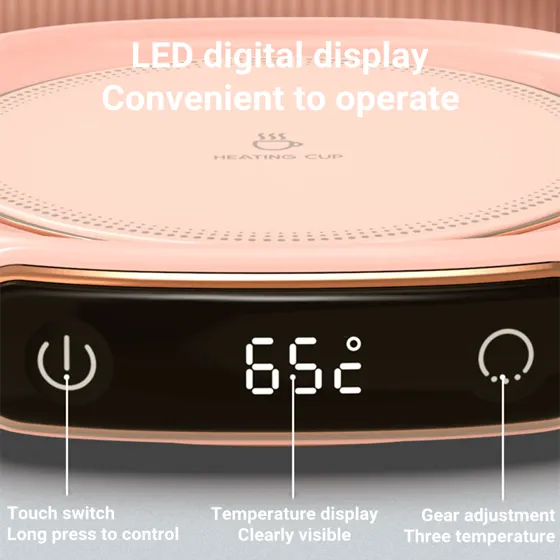 LED digital display
Convenient to operate
HEATING CUP
65°c
Touch switch
Long press to control
Temperature display
Clearly visible
Gear adjustment
Three temperature